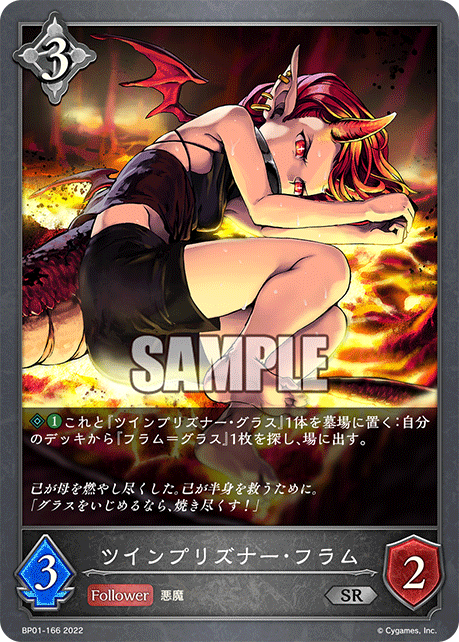 3
SAMPLE
1 これと『ツインプリズナー・グラス』1体を墓場に置く:自分
のデッキから『フラム=グラス』1枚を探し、場に出す。
己が母を燃やし尽くした。己が半身を救うために。
「グラスをいじめるなら、焼き尽くす!」
ツインプリズナー・フラム
3
Follower 悪魔
SR
2
BP01-166 2022
© Cygames, Inc.